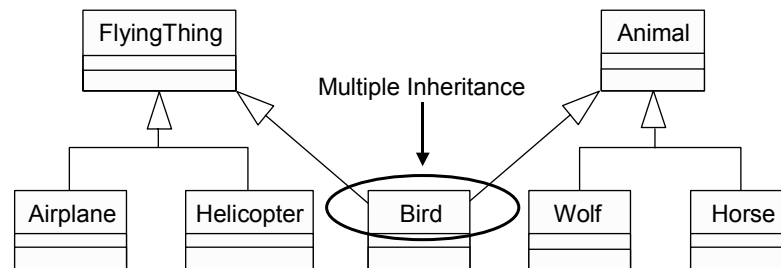 FlyingThing
Animal
Multiple Inheritance
Airplane
Helicopter
Bird
Wolf
Horse